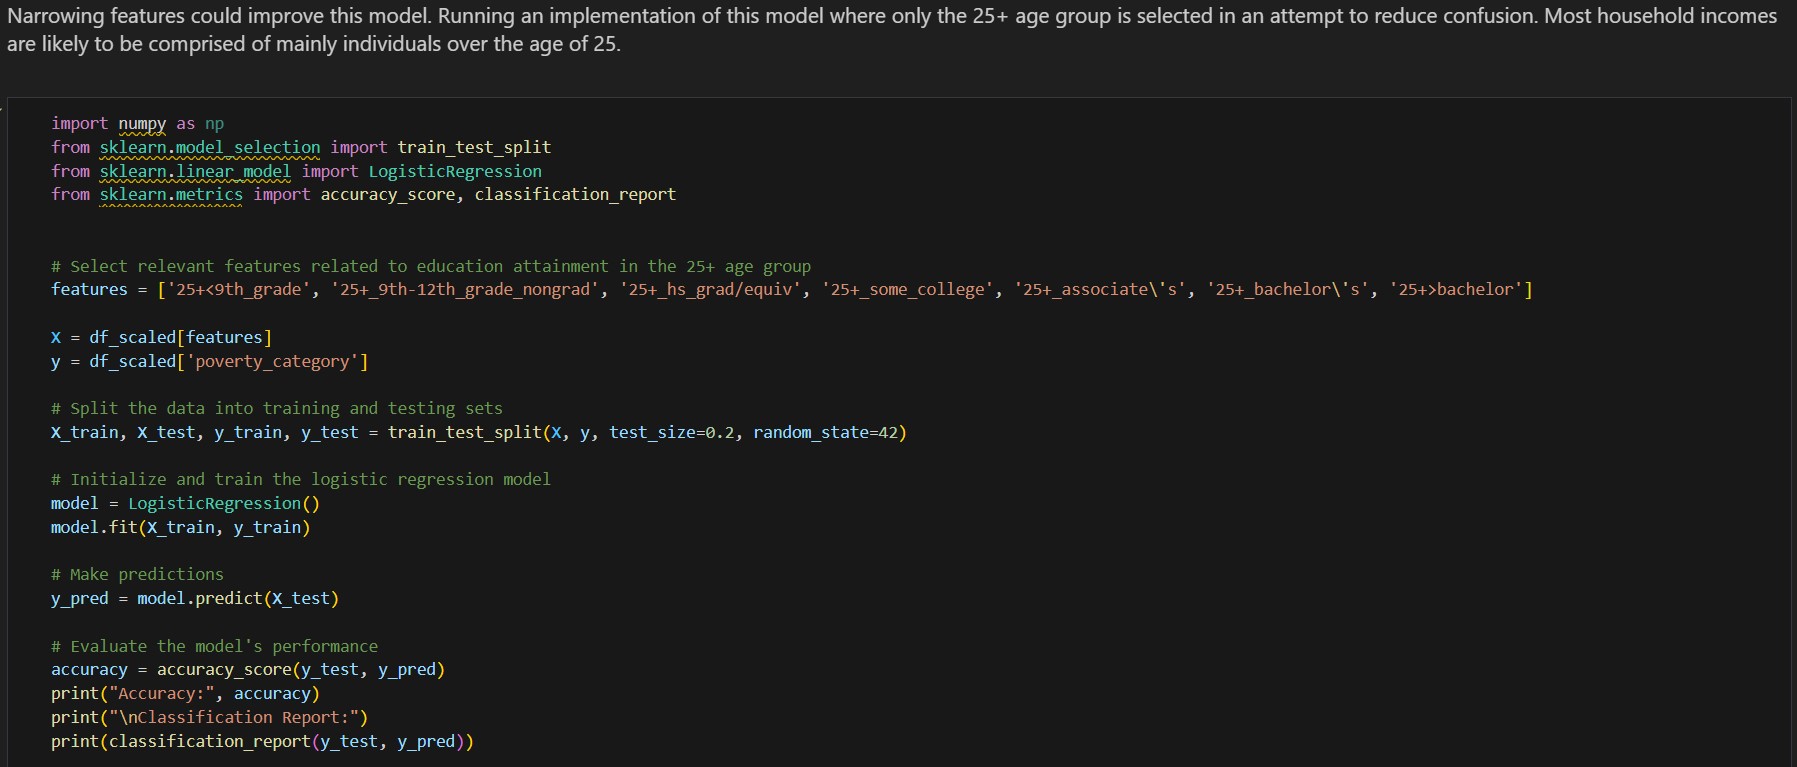 Narrowing features could improve this model. Running an implementation of this model where only the 25+ age group is selected in an attempt to reduce confusion. Most household incomes
are likely to be comprised of mainly individuals over the age of 25.
import numpy as np
from sklearn.model_selection import train_test_split
from sklearn.linear_model import LogisticRegression
from sklearn.metrics import accuracy_score, classification_report
# Select relevant features related to education attainment in the 25+ age group
features = ['25+<9th_grade', '25+_9th-12th_grade_nongrad', '25+_hs_grad/equiv', '25+_some_college', '25+_associate\'s', '25+_bachelor\'s', '25+>bachelor']
X = df_scaled[features]
y = df_scaled['poverty_category']
# Split the data into training and testing sets
X_train, X_test, y_train, y_test = train_test_split(X, y, test_size=0.2, random_state=42)
# Initialize and train the logistic regression model
model = LogisticRegression()
model.fit(X_train, y_train)
# Make predictions
y_pred = model.predict(X_test)
# Evaluate the model's performance
accuracy = accuracy_score(y_test, y_pred)
print("Accuracy:", accuracy)
print("\nClassification Report:")
print(classification_report(y_test, y_pred))